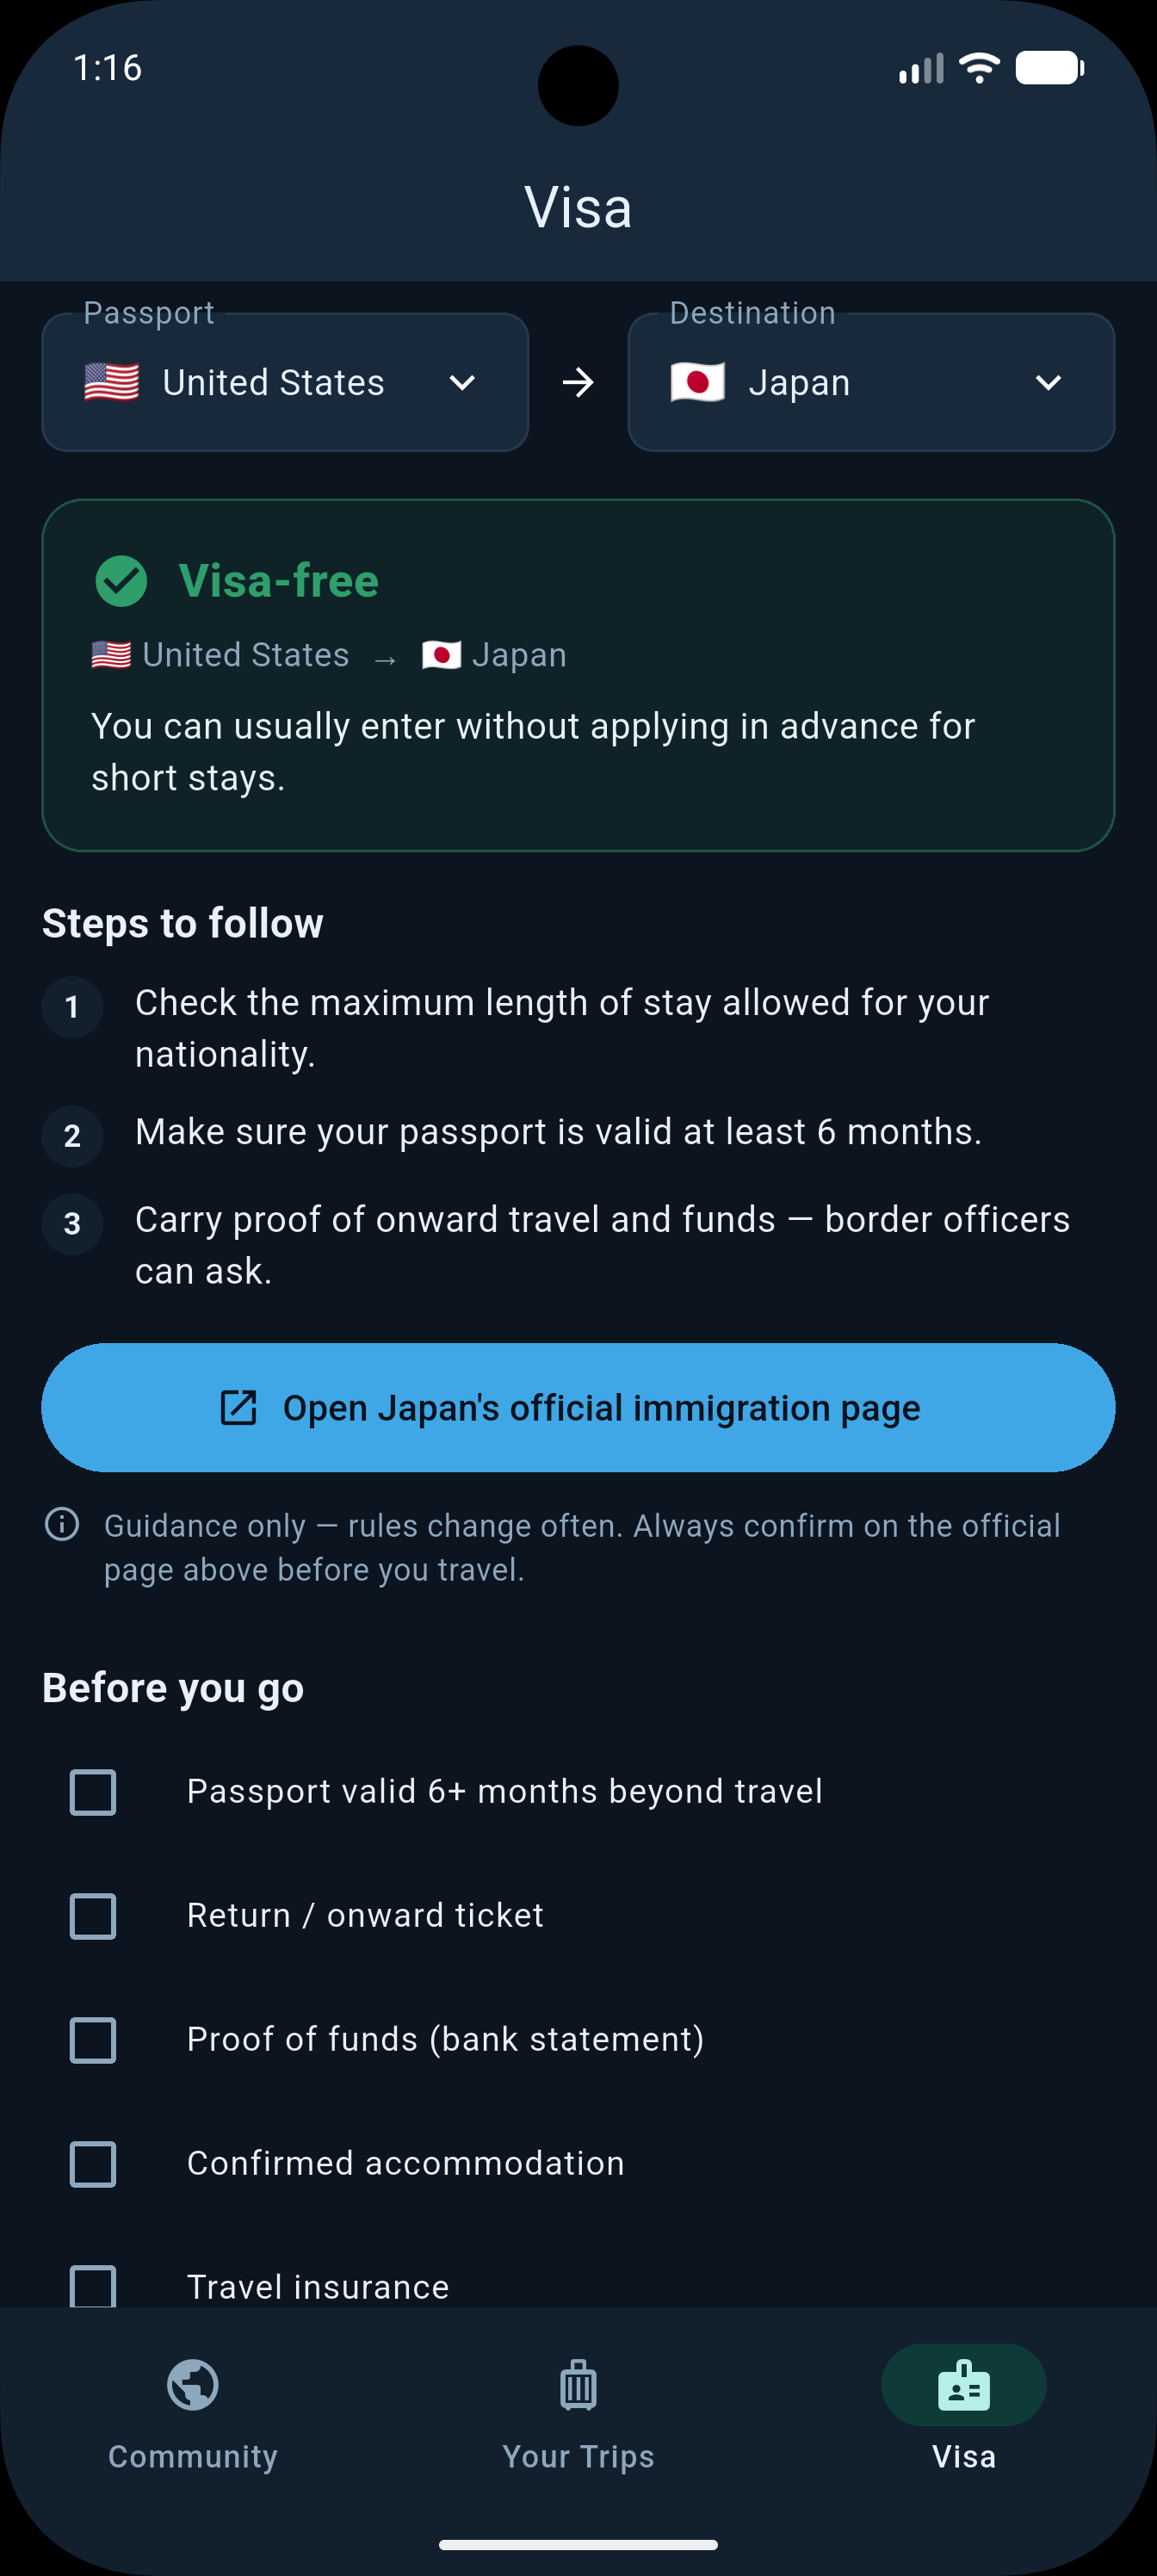 1:16
Visa
Passport
United States
Destination
Japan
Visa-free
United States → Japan
You can usually enter without applying in advance for
short stays.
Steps to follow
1 Check the maximum length of stay allowed for your
nationality.
2 Make sure your passport is valid at least 6 months.
3 Carry proof of onward travel and funds — border officers
can ask.
Open Japan's official immigration page
Guidance only — rules change often. Always confirm on the official
page above before you travel.
Before you go
Passport valid 6+ months beyond travel
Return / onward ticket
Proof of funds (bank statement)
Confirmed accommodation
Travel insurance
Community
Your Trips
Visa